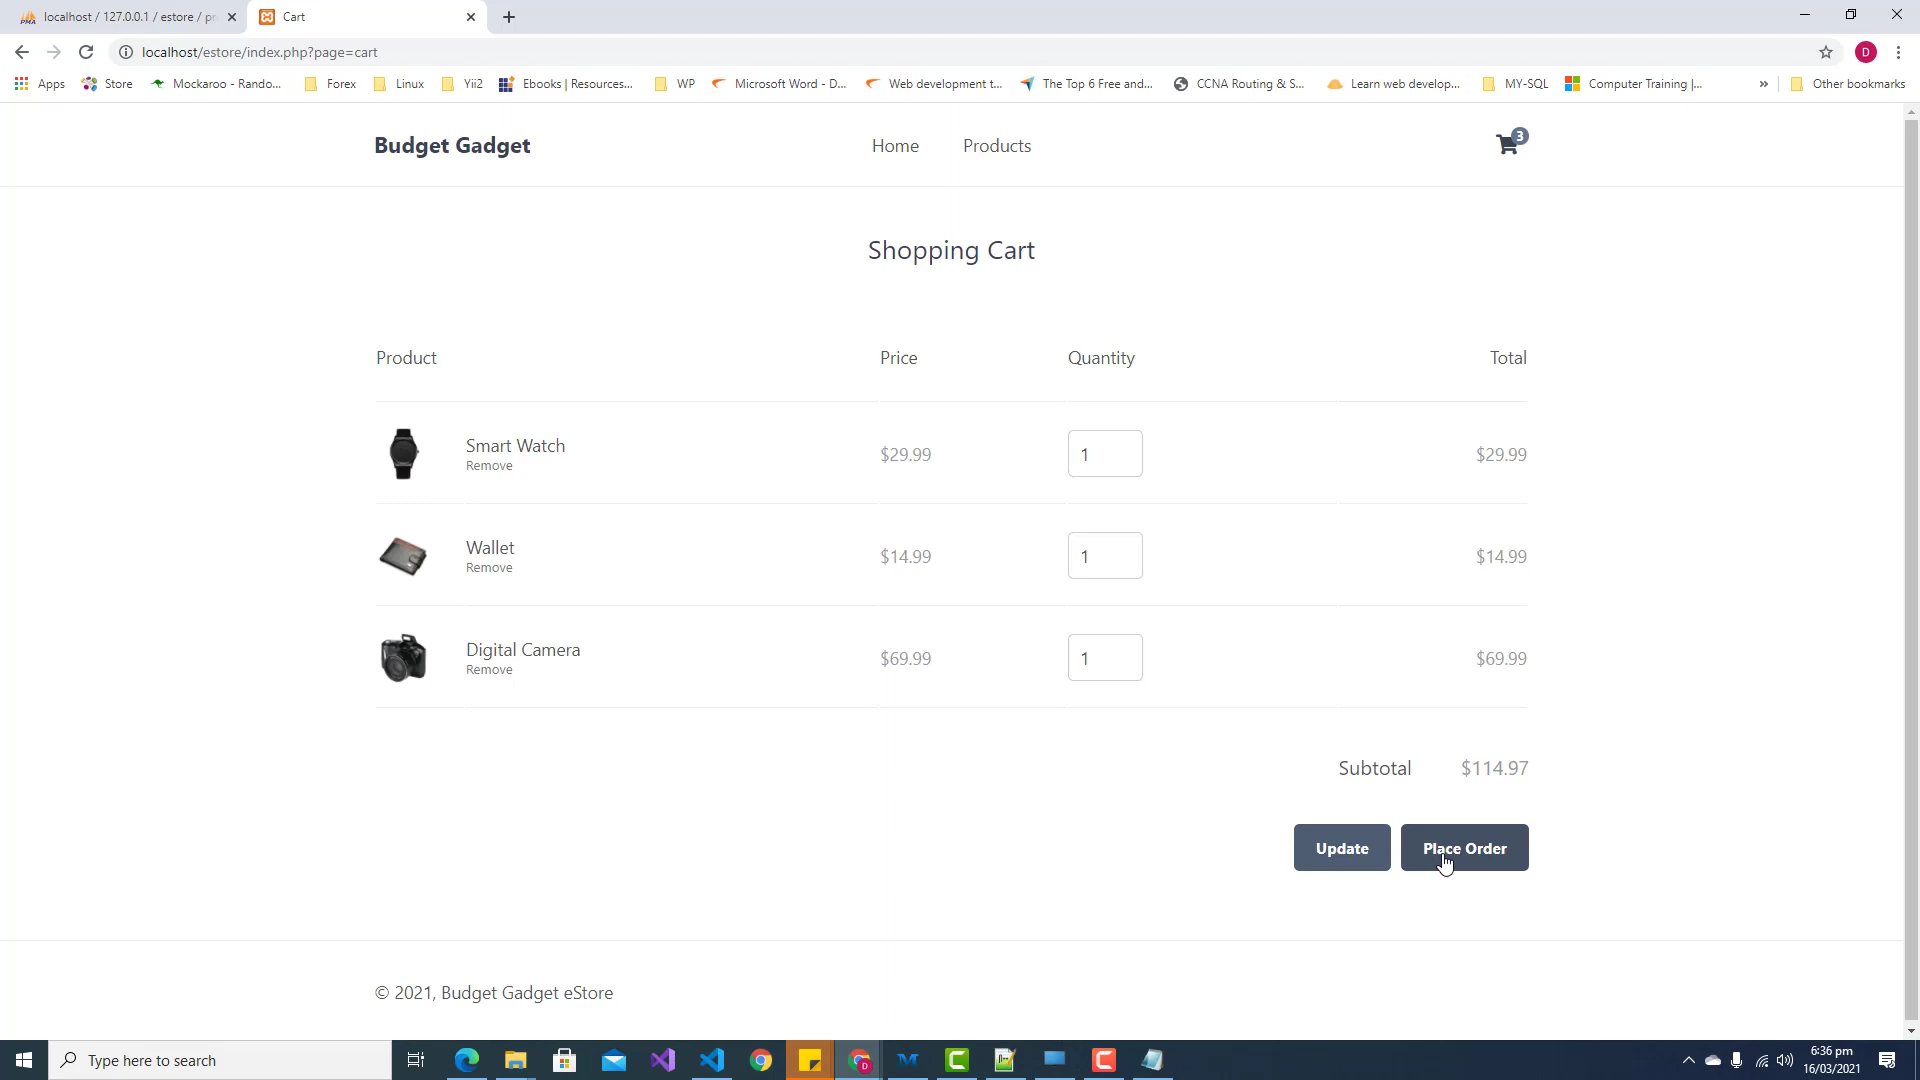 localhost / 127.0.0.1 / estore / pr
Cart
localhost/estore/index.php?page=cart
D
Apps
Store
Mockaroo - Rando...
Forex
Linux
Yii2
Ebooks | Resources...
WP
Microsoft Word - D...
Web development t...
The Top 6 Free and...
CCNA Routing & S...
Learn web develop...
MY-SQL
Computer Training |...
»
Other bookmarks
Budget Gadget
Home
Products
3
Shopping Cart
Product Price Quantity Total
Smart Watch
Remove
$29.99 1 $29.99
Wallet
Remove
$14.99 1 $14.99
Digital Camera
Remove
$69.99 1 $69.99
Subtotal $114.97
Update
Place Order
© 2021, Budget Gadget eStore
Type here to search
6:36 pm
16/03/2021